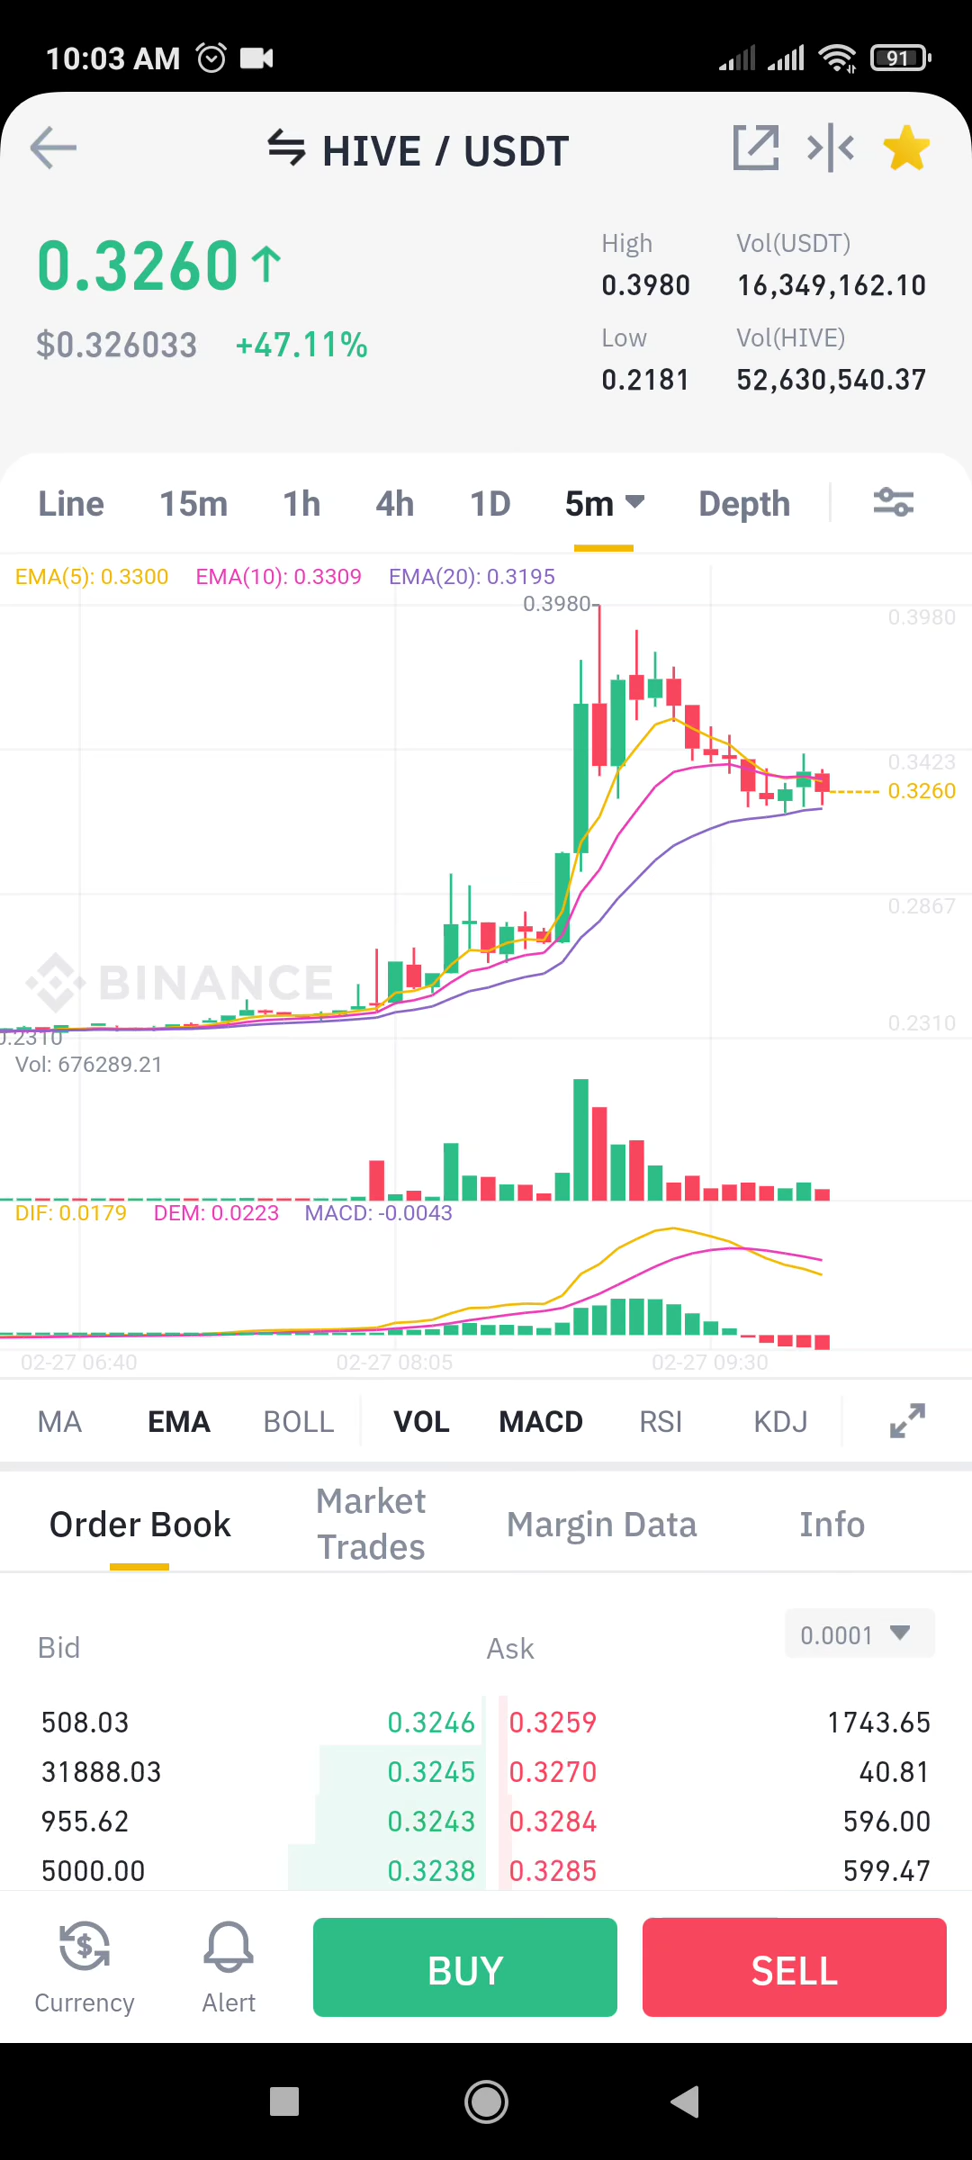 10:03 AM 91
HIVE / USDT
0.3260
$0.326033 +47.11%
High
0.3980
Low
0.2181
Vol(USDT)
16,349,162.10
Vol(HIVE)
52,630,540.37
Line 15m 1h 4h 1D 5m Depth
EMA(5): 0.3300 EMA(10): 0.3309 EMA(20): 0.3195
0.3980
0.3980
0.3423
0.3260
0.2867
BINANCE
0.2310
0.2310
Vol: 676289.21
DIF: 0.0179 DEM: 0.0223 MACD: -0.0043
02-27 06:40 02-27 08:05 02-27 09:30
MA EMA BOLL VOL MACD RSI KDJ
Order Book
Market
Trades
Margin Data
Info
Bid Ask 0.0001
508.03 0.3246 0.3259 1743.65
31888.03 0.3245 0.3270 40.81
955.62 0.3243 0.3284 596.00
5000.00 0.3238 0.3285 599.47
Currency Alert BUY SELL